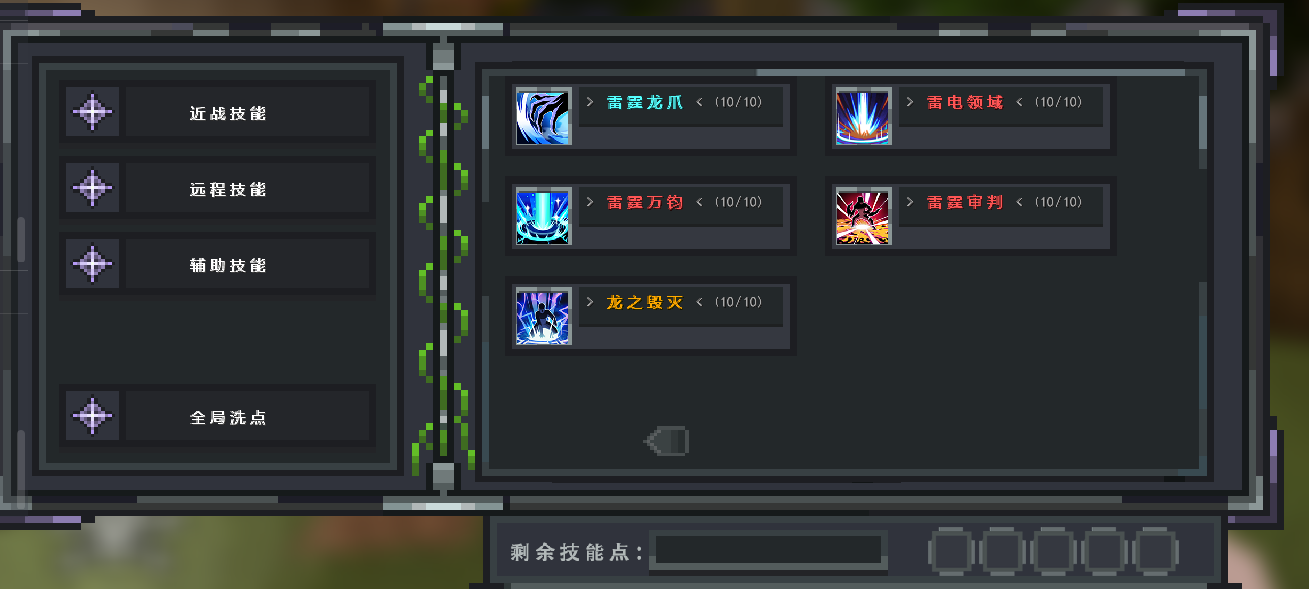 近战技能
远程技能
辅助技能
全局洗点
> 雷霆龙爪 < (10/10)
> 雷电领域 < (10/10)
> 雷霆万钧 < (10/10)
> 雷霆审判 < (10/10)
> 龙之毁灭 < (10/10)
剩余技能点: